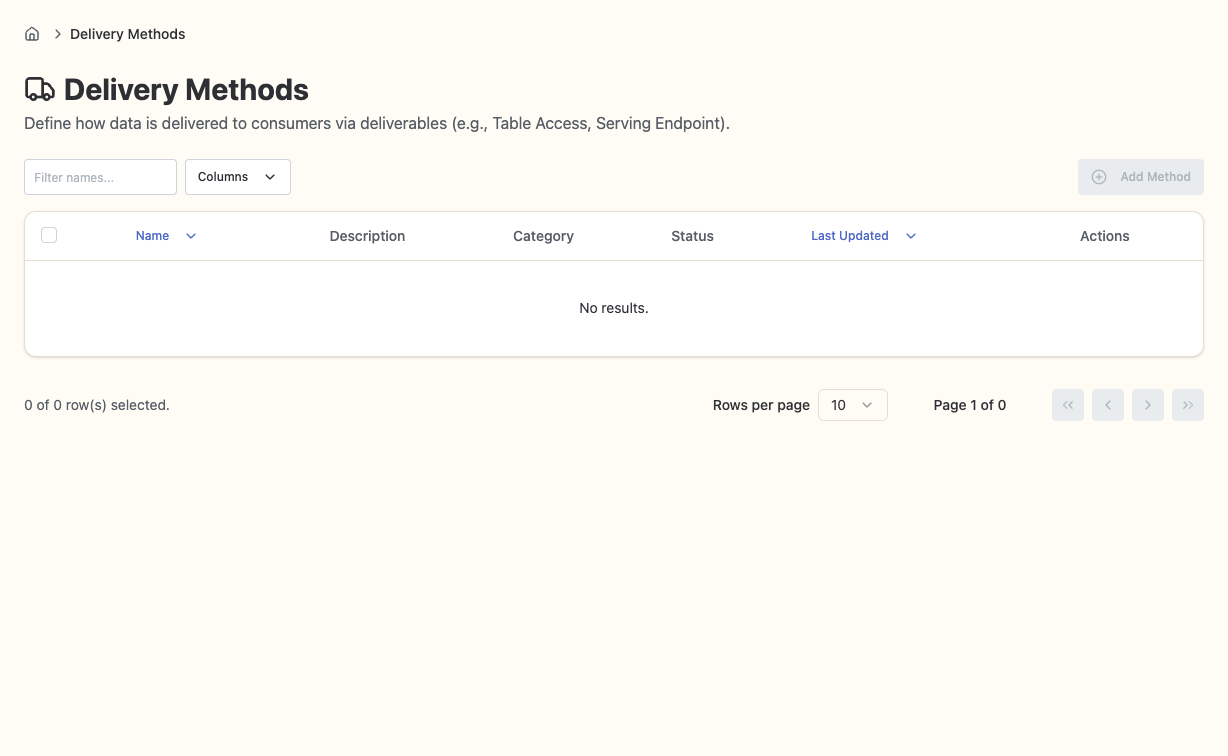 Delivery Methods
Delivery Methods
Define how data is delivered to consumers via deliverables (e.g., Table Access, Serving Endpoint).
Filter names... Columns Add Method
Name Description Category Status Last Updated Actions
No results.
0 of 0 row(s) selected. Rows per page 10 Page 1 of 0